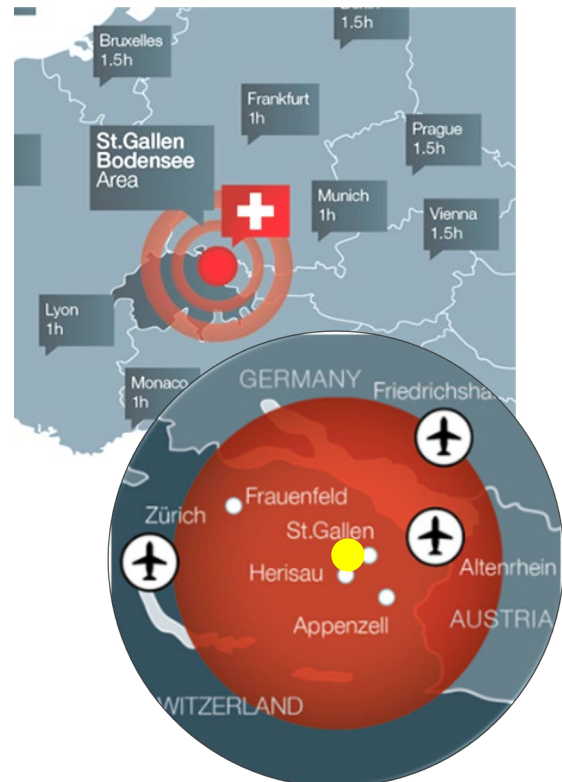 Bruxelles
1.5h
Frankfurt
1h
St.Gallen
Bodensee
Area
Prague
1.5h
Munich
1h
Vienna
1.5h
Lyon
1h
Monaco
1h
GERMANY
Zürich
Frauenfeld
St.Gallen
Herisau
Altenrhein
Appenzell
AUSTRIA